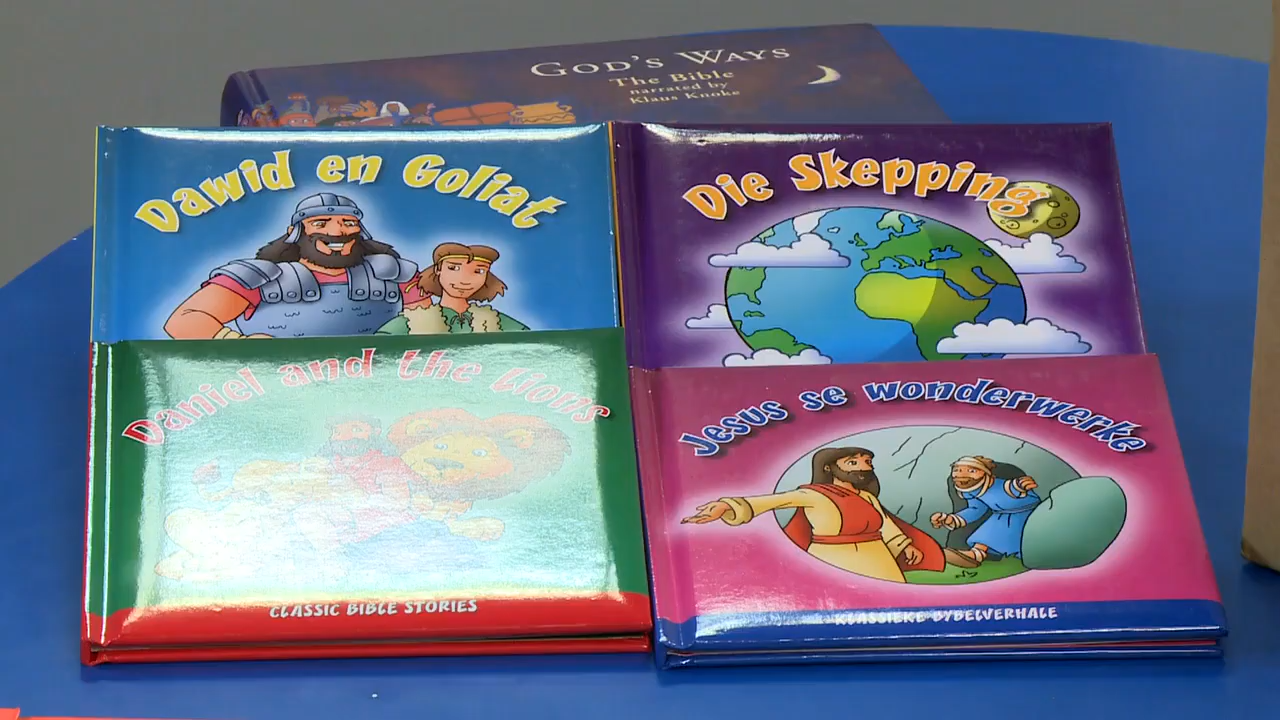 GOD'S WAYS
The Bible
narrated by
Klaus Knoke
Dawid en Goliat
Die Skepping
Daniel and the lions
CLASSIC BIBLE STORIES
Jesus se wonderwerke
KLASSIEKE BYBELVERHALE